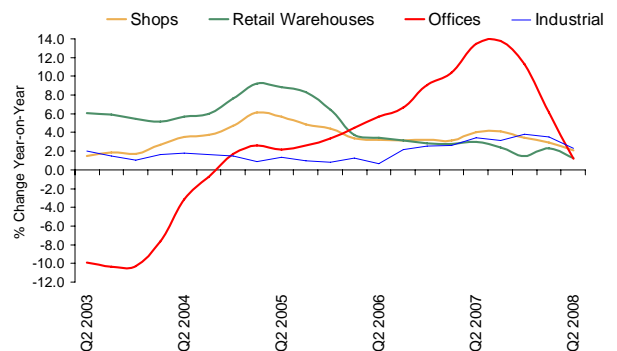 Shops Retail Warehouses Offices Industrial
% Change Year-on-Year
14.0
12.0
10.0
8.0
6.0
4.0
2.0
0.0
-2.0
-4.0
-6.0
-8.0
-10.0
-12.0
Q2 2003
Q2 2004
Q2 2005
Q2 2006
Q2 2007
Q2 2008